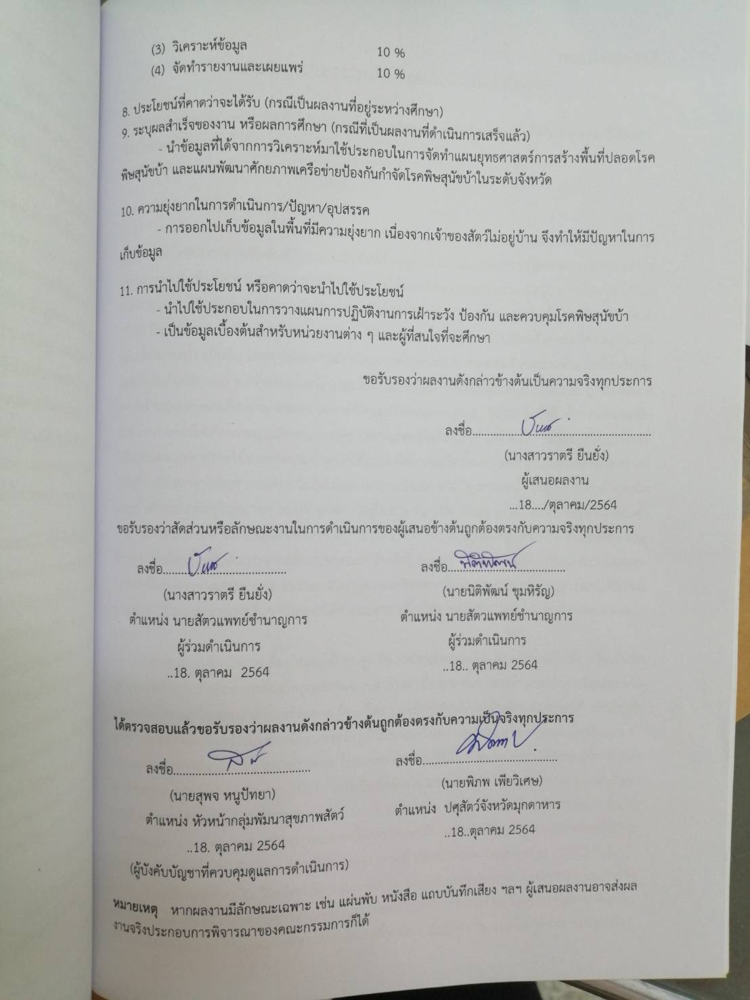 (3) วิเคราะห์ข้อมูล 10 %
(4) จัดทำรายงานและเผยแพร่ 10 %
8. ประโยชน์ที่คาดว่าจะได้รับ (กรณีเป็นผลงานที่อยู่ระหว่างศึกษา)
9. ระบุผลสำเร็จของงาน หรือผลการศึกษา (กรณีที่เป็นผลงานที่ดำเนินการเสร็จแล้ว)
- นำข้อมูลที่ได้จากการวิเคราะห์มาใช้ประกอบในการจัดทำแผนยุทธศาสตร์การสร้างพื้นที่ปลอดโรค
พิษสุนัขบ้า และแผนพัฒนาศักยภาพเครือข่ายป้องกันกำจัดโรคพิษสุนัขบ้าในระดับจังหวัด
10. ความยุ่งยากในการดำเนินการ/ปัญหา/อุปสรรค
- การออกไปเก็บข้อมูลในพื้นที่มีความยุ่งยาก เนื่องจากเจ้าของสัตว์ไม่อยู่บ้าน จึงทำให้มีปัญหาในการ
เก็บข้อมูล
11. การนำไปใช้ประโยชน์ หรือคาดว่าจะนำไปใช้ประโยชน์
- นำไปใช้ประกอบในการวางแผนการปฏิบัติงานการเฝ้าระวัง ป้องกัน และควบคุมโรคพิษสุนัขบ้า
- เป็นข้อมูลเบื้องต้นสำหรับหน่วยงานต่าง ๆ และผู้ที่สนใจที่จะศึกษา
ขอรับรองว่าผลงานดังกล่าวข้างต้นเป็นความจริงทุกประการ
ลงชื่อ............................................................
(นางสาวราตรี ยืนยั่ง)
ผู้เสนอผลงาน
...18..../ตุลาคม/2564
ขอรับรองว่าสัดส่วนหรือลักษณะงานในการดำเนินการของผู้เสนอข้างต้นถูกต้องตรงกับความจริงทุกประการ
ลงชื่อ........................................ ลงชื่อ.......นิติพัฒน์.......
(นางสาวราตรี ยืนยั่ง) (นายนิติพัฒน์ ขุมหิรัญ)
ตำแหน่ง นายสัตวแพทย์ชำนาญการ ตำแหน่ง นายสัตวแพทย์ชำนาญการ
ผู้ร่วมดำเนินการ ผู้ร่วมดำเนินการ
..18. ตุลาคม 2564 ..18.. ตุลาคม 2564
ได้ตรวจสอบแล้วขอรับรองว่าผลงานดังกล่าวข้างต้นถูกต้องตรงกับความเป็นจริงทุกประการ
ลงชื่อ............................................ ลงชื่อ............................................
(นายสุพจ หนูปัทยา) (นายพิภพ เพียวิเศษ)
ตำแหน่ง หัวหน้ากลุ่มพัมนาสุขภาพสัตว์ ตำแหน่ง ปศุสัตว์จังหวัดมุกดาหาร
..18. ตุลาคม 2564 ..18..ตุลาคม 2564
(ผู้บังคับบัญชาที่ควบคุมดูแลการดำเนินการ)
หมายเหตุ หากผลงานมีลักษณะเฉพาะ เช่น แผ่นพับ หนังสือ แถบบันทึกเสียง ฯลฯ ผู้เสนอผลงานอาจส่งผล
งานจริงประกอบการพิจารณาของคณะกรรมการก็ได้